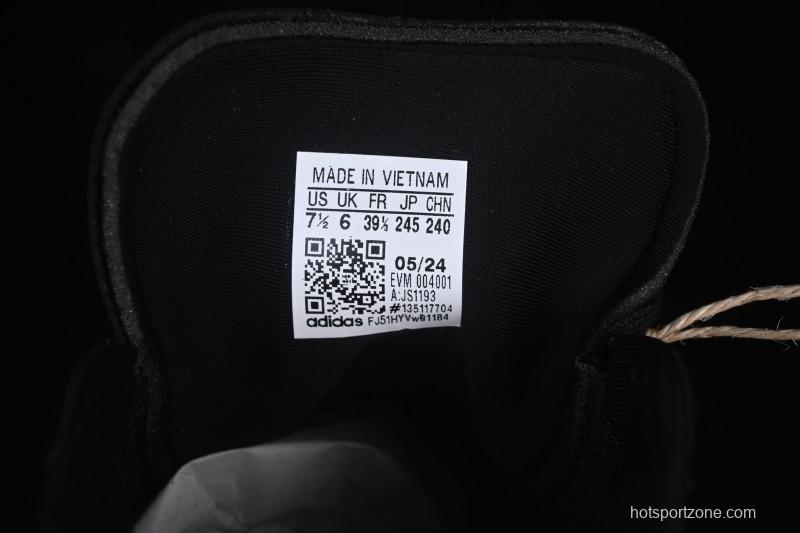 MADE IN VIETNAM
US UK FR JP CHN
7½ 6 39⅓ 245 240
05/24
EVM 004001
A:JS1193
#135117704
adidas FJ51HYVwB1184
hotsportzone.com